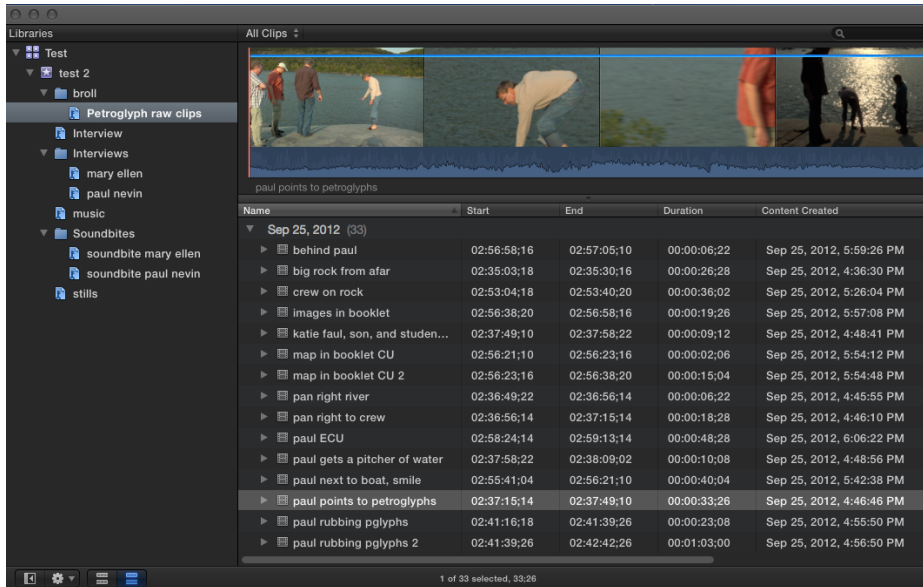 Libraries
All Clips
Test
test 2
broll
Petroglyph raw clips
Interview
Interviews
mary ellen
paul nevin
music
Soundbites
soundbite mary ellen
soundbite paul nevin
stills
paul points to petroglyphs
Name Start End Duration Content Created
Sep 25, 2012 (33)
behind paul 02:56:58;16 02:57:05;10 00:00:06;22 Sep 25, 2012, 5:59:26 PM
big rock from afar 02:35:03;18 02:35:30;16 00:00:26;28 Sep 25, 2012, 4:36:30 PM
crew on rock 02:53:04;18 02:53:40;20 00:00:36;02 Sep 25, 2012, 5:26:04 PM
images in booklet 02:56:38;20 02:56:58;16 00:00:19;26 Sep 25, 2012, 5:57:08 PM
katie faul, son, and studen... 02:37:49;10 02:37:58;22 00:00:09;12 Sep 25, 2012, 4:48:41 PM
map in booklet CU 02:56:21;10 02:56:23;16 00:00:02;06 Sep 25, 2012, 5:54:12 PM
map in booklet CU 2 02:56:23;16 02:56:38;20 00:00:15;04 Sep 25, 2012, 5:54:48 PM
pan right river 02:36:49;22 02:36:56;14 00:00:06;22 Sep 25, 2012, 4:45:55 PM
pan right to crew 02:36:56;14 02:37:15;14 00:00:18;28 Sep 25, 2012, 4:46:10 PM
paul ECU 02:58:24;14 02:59:13;14 00:00:48;28 Sep 25, 2012, 6:06:22 PM
paul gets a pitcher of water 02:37:58;22 02:38:09;02 00:00:10;08 Sep 25, 2012, 4:48:56 PM
paul next to boat, smile 02:55:41;04 02:56:21;10 00:00:40;04 Sep 25, 2012, 5:42:38 PM
paul points to petroglyphs 02:37:15;14 02:37:49;10 00:00:33;26 Sep 25, 2012, 4:46:46 PM
paul rubbing pglyphs 02:41:16;18 02:41:39;26 00:00:23;08 Sep 25, 2012, 4:55:50 PM
paul rubbing pglyphs 2 02:41:39;26 02:42:42;26 00:01:03;00 Sep 25, 2012, 4:56:50 PM
1 of 33 selected, 33;26